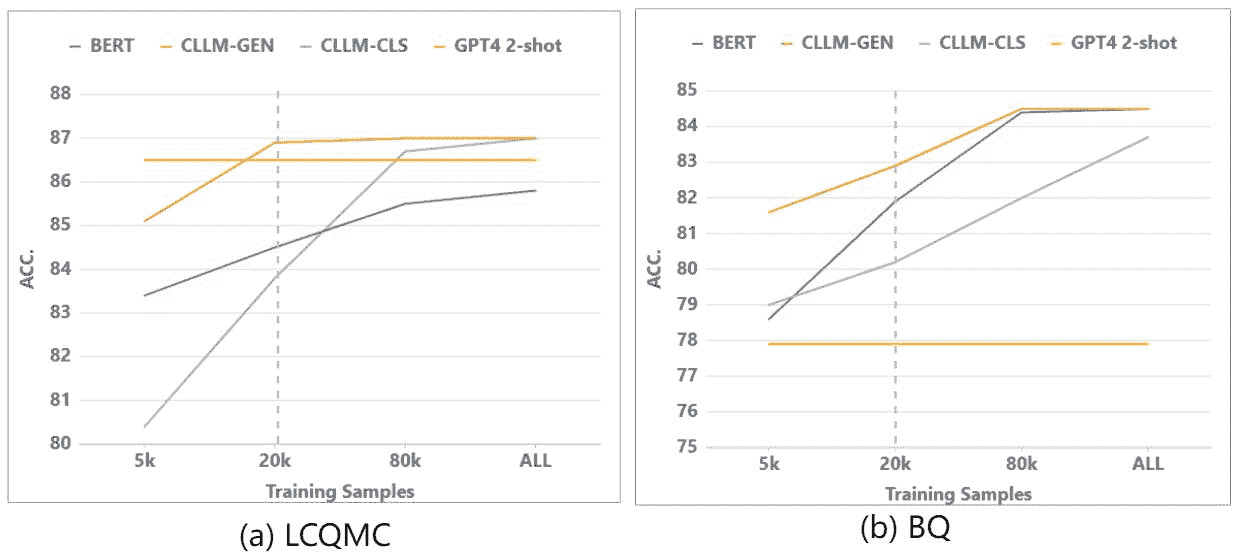 BERT CLLM-GEN CLLM-CLS GPT4 2-shot
88
87
86
85
84
83
82
81
80
ACC.
5k 20k 80k ALL
Training Samples
(a) LCQMC
BERT CLLM-GEN CLLM-CLS GPT4 2-shot
85
84
83
82
81
80
79
78
77
76
75
ACC.
5k 20k 80k ALL
Training Samples
(b) BQ